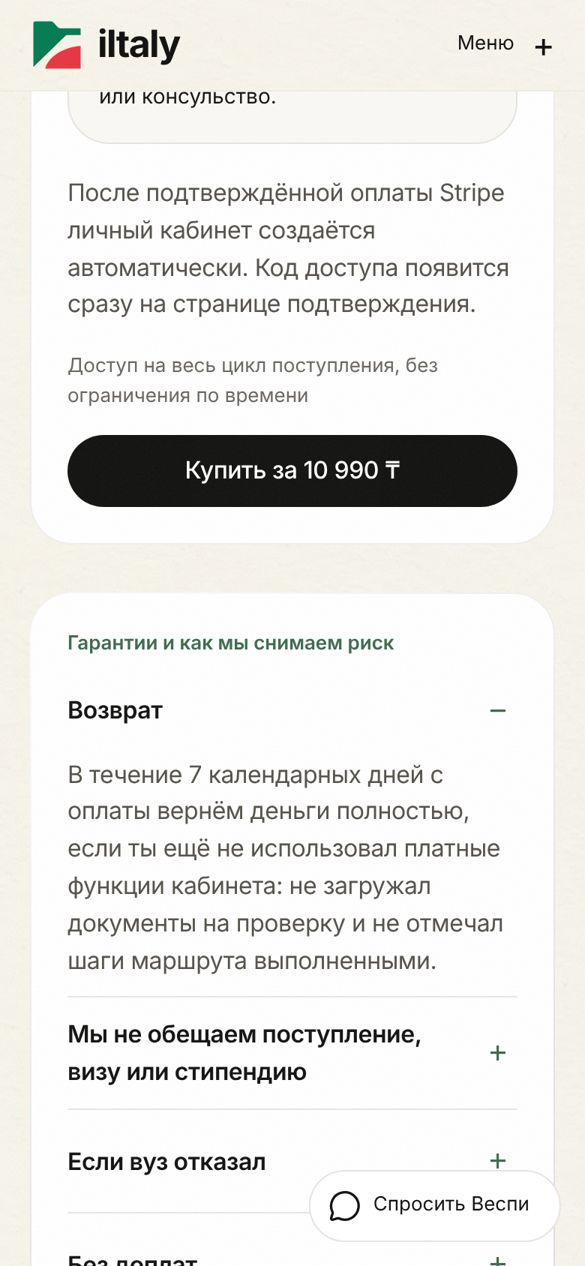 iItaly
Меню +
или консульство.
После подтверждённой оплаты Stripe
личный кабинет создаётся
автоматически. Код доступа появится
сразу на странице подтверждения.
Доступ на весь цикл поступления, без
ограничения по времени
Купить за 10 990 ₸
Гарантии и как мы снимаем риск
Возврат −
В течение 7 календарных дней с
оплаты вернём деньги полностью,
если ты ещё не использовал платные
функции кабинета: не загружал
документы на проверку и не отмечал
шаги маршрута выполненными.
Мы не обещаем поступление,
визу или стипендию +
Если вуз отказал +
Спросить Веспи
Без доплат +